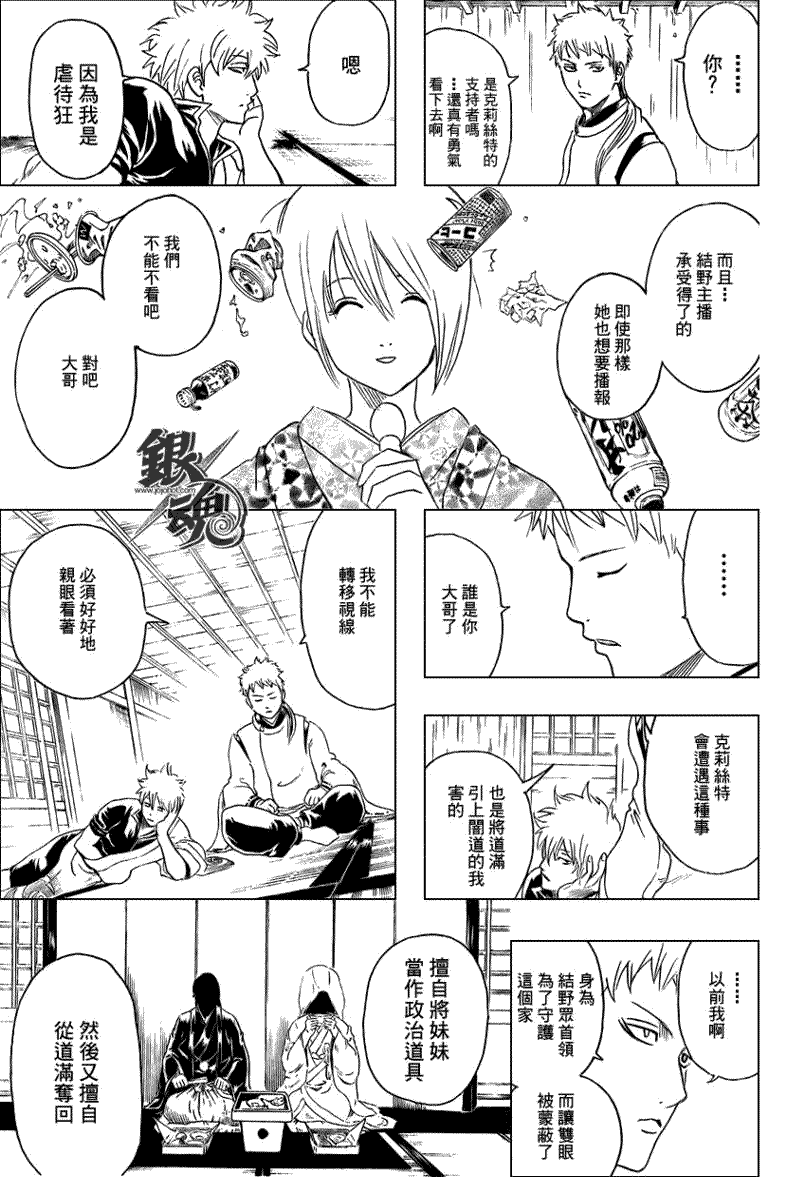 ……
你?
是克莉絲特的
支持者嗎
…還真有勇氣
看下去啊
嗯
因為我是
虐待狂
而且…
結野主播
承受得了的
即使那樣
她也想要播報
我們
不能不看吧
對吧
大哥
銀魂
www.jojohot.com
……
誰是你
大哥了
克莉絲特
會遭遇這種事
也是將道滿
引上闇道的我
害的
我不能
轉移視線
必須好好地
親眼看著
……
以前我啊
身為
結野眾首領
為了守護
這個家
而讓雙眼
被蒙蔽了
擅自將妹妹
當作政治道具
然後又擅自
從道滿奪回